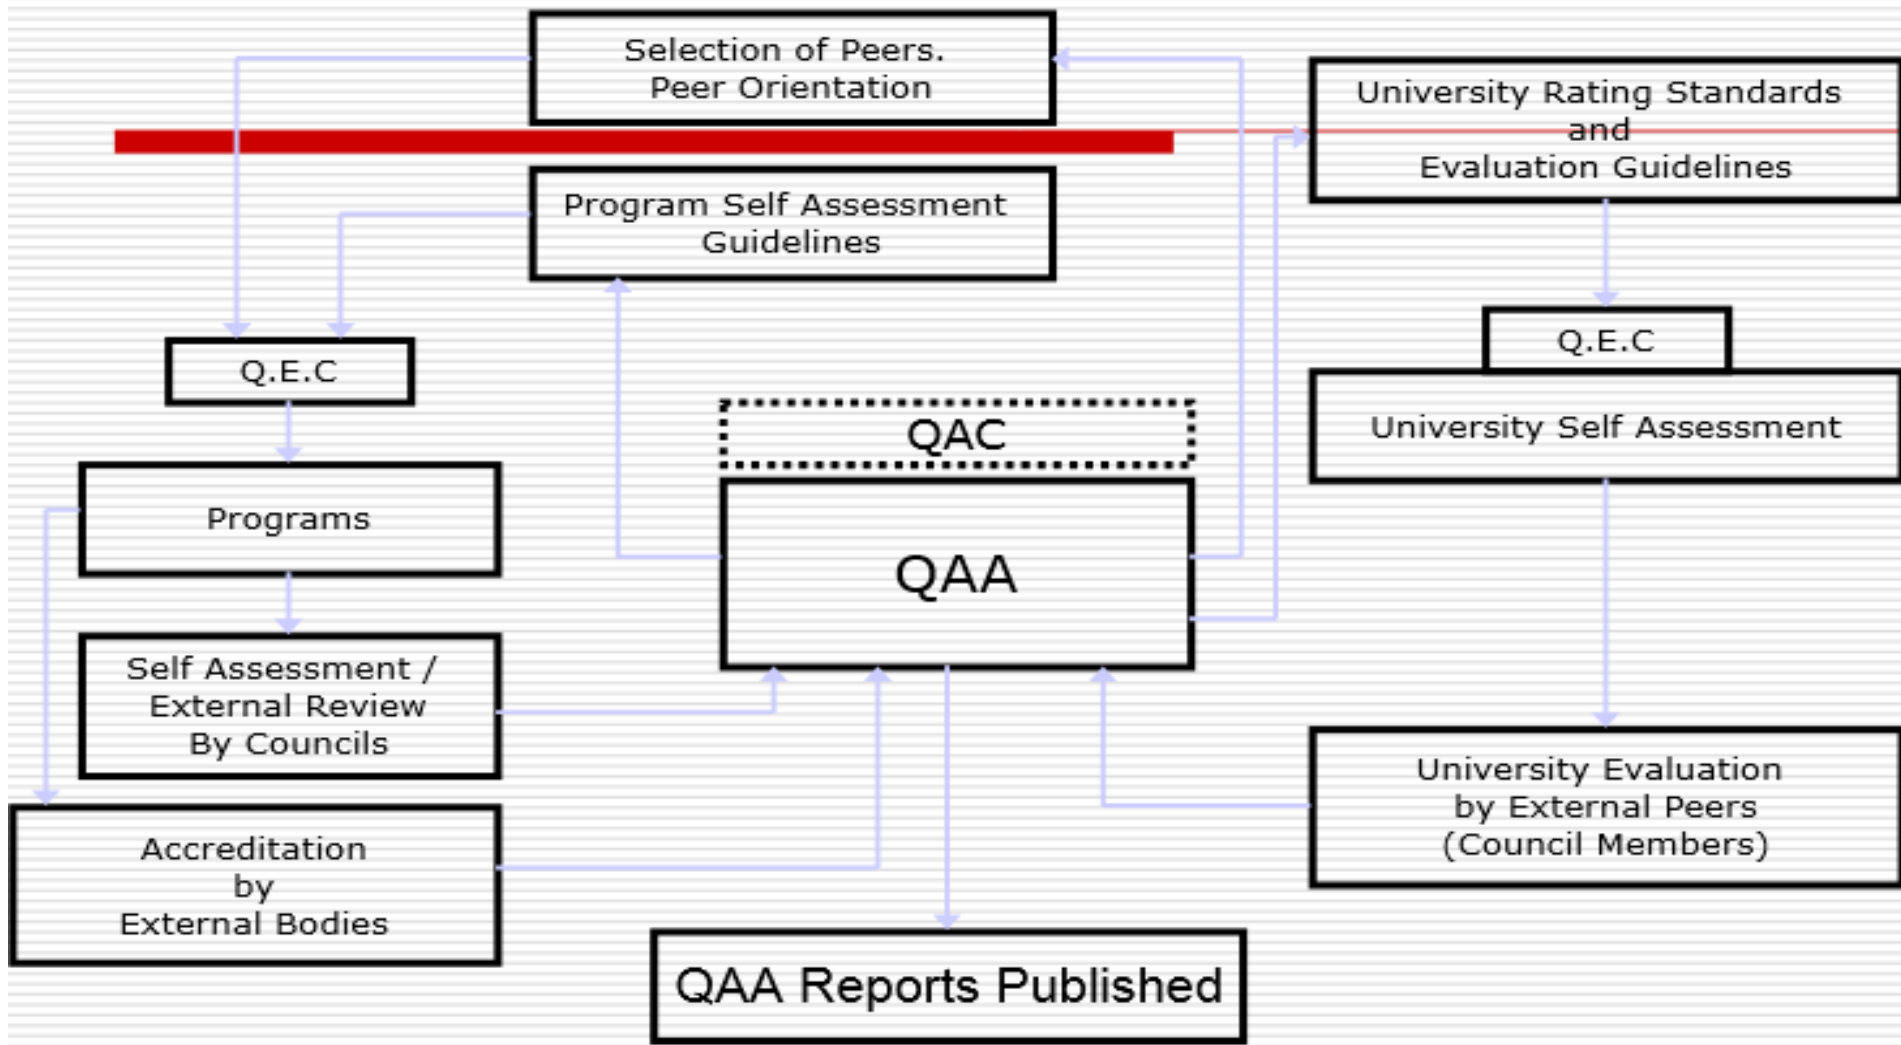 Selection of Peers.
Peer Orientation
University Rating Standards
and
Evaluation Guidelines
Program Self Assessment
Guidelines
Q.E.C
Q.E.C
University Self Assessment
QAC
QAA
Programs
Self Assessment /
External Review
By Councils
University Evaluation
by External Peers
(Council Members)
Accreditation
by
External Bodies
QAA Reports Published